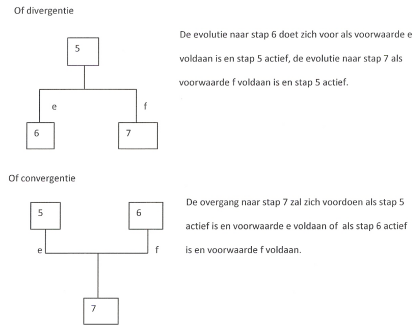 Of divergentie
De evolutie naar stap 6 doet zich voor als voorwaarde e
voldaan is en stap 5 actief, de evolutie naar stap 7 als
voorwaarde f voldaan is en stap 5 actief.
5
e
f
6
7
Of convergentie
De overgang naar stap 7 zal zich voordoen als stap 5
actief is en voorwaarde e voldaan of als stap 6 actief
is en voorwaarde f voldaan.
5
6
e
f
7